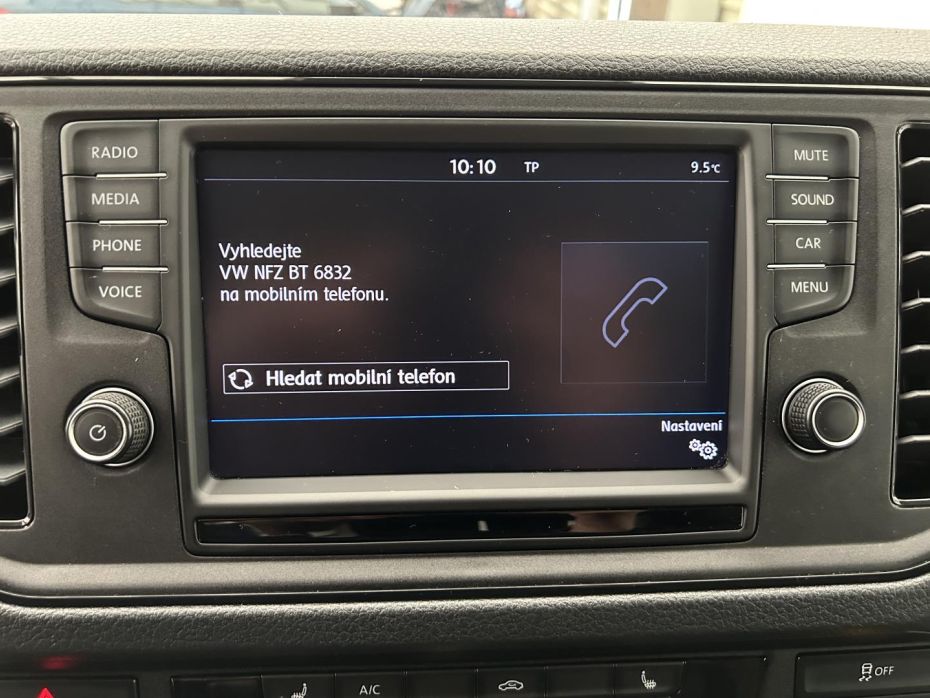 RADIO
MEDIA
PHONE
VOICE
10:10 TP 9.5°C
Vyhledejte
VW NFZ BT 6832
na mobilním telefonu.
Hledat mobilní telefon
Nastavení
MUTE
SOUND
CAR
MENU
A/C
OFF